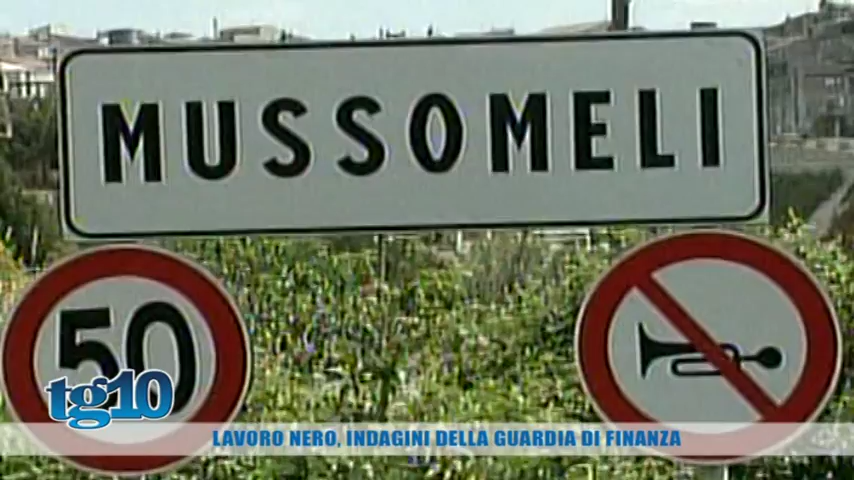 MUSSOMELI
50
tg10
LAVORO NERO, INDAGINI DELLA GUARDIA DI FINANZA